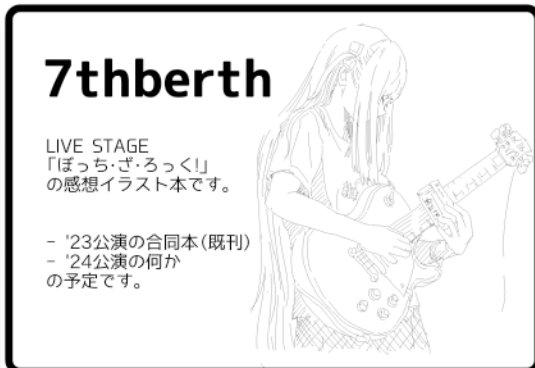 7thberth
LIVE STAGE
「ぼっち・ざ・ろっく!」
の感想イラスト本です。
- '23公演の合同本(既刊)
- '24公演の何か
の予定です。